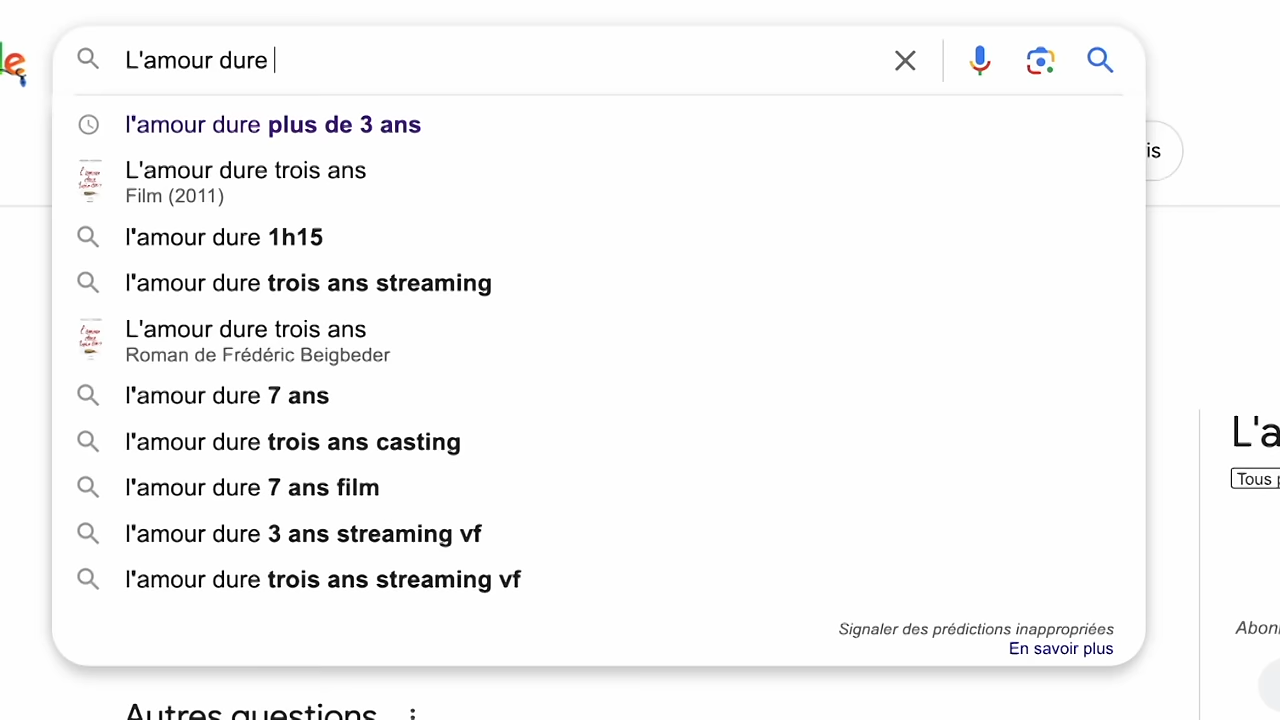 L'amour dure
l'amour dure plus de 3 ans
L'amour dure trois ans
Film (2011)
l'amour dure 1h15
l'amour dure trois ans streaming
L'amour dure trois ans
Roman de Frédéric Beigbeder
l'amour dure 7 ans
l'amour dure trois ans casting
l'amour dure 7 ans film
l'amour dure 3 ans streaming vf
l'amour dure trois ans streaming vf
Signaler des prédictions inappropriées
En savoir plus
Autres questions
is
L'a
Tous p
Abon